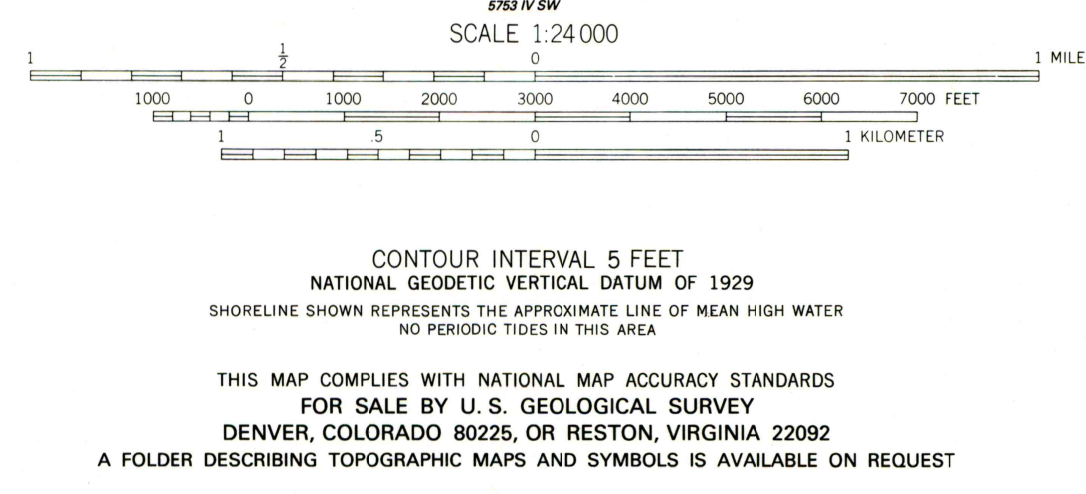 5753 IV SW
SCALE 1:24 000
1 1/2 0 1 MILE
1000 0 1000 2000 3000 4000 5000 6000 7000 FEET
1 .5 0 1 KILOMETER
CONTOUR INTERVAL 5 FEET
NATIONAL GEODETIC VERTICAL DATUM OF 1929
SHORELINE SHOWN REPRESENTS THE APPROXIMATE LINE OF MEAN HIGH WATER
NO PERIODIC TIDES IN THIS AREA
THIS MAP COMPLIES WITH NATIONAL MAP ACCURACY STANDARDS
FOR SALE BY U. S. GEOLOGICAL SURVEY
DENVER, COLORADO 80225, OR RESTON, VIRGINIA 22092
A FOLDER DESCRIBING TOPOGRAPHIC MAPS AND SYMBOLS IS AVAILABLE ON REQUEST